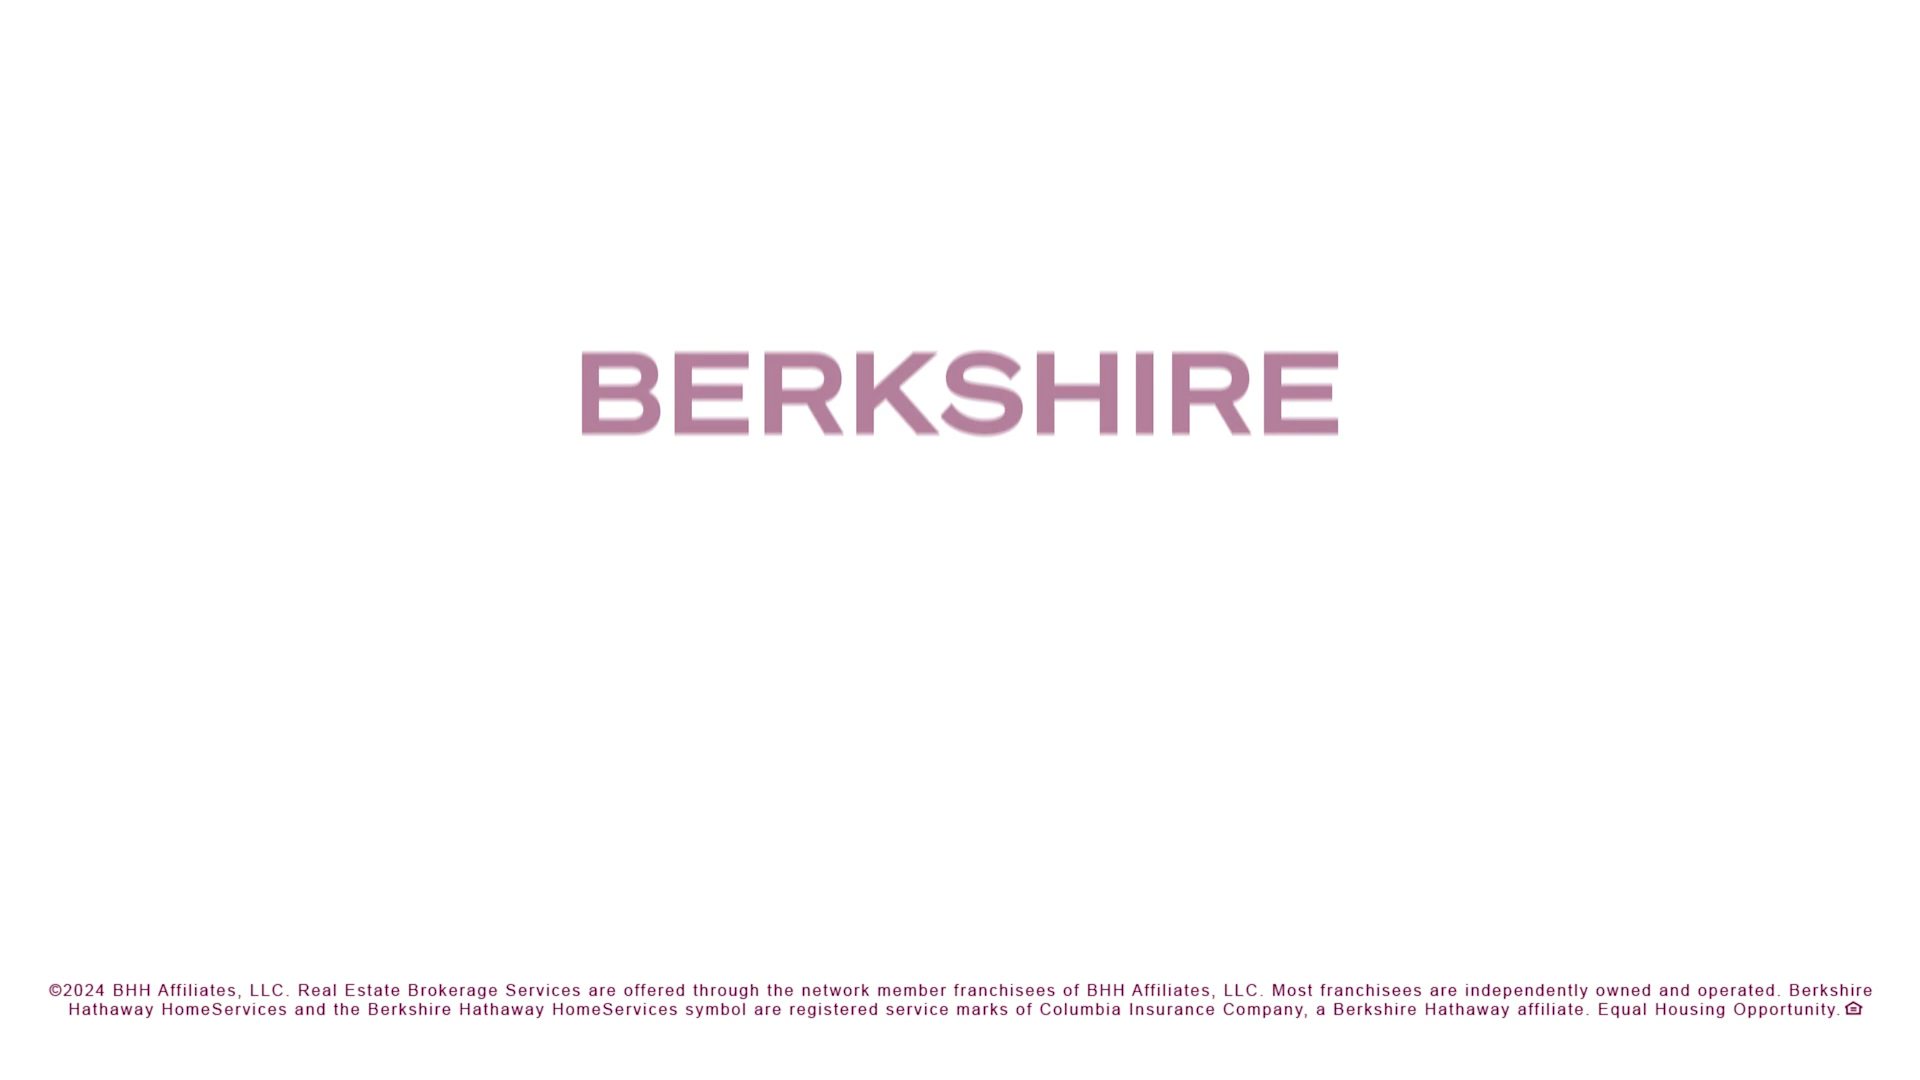 BERKSHIRE
©2024 BHH Affiliates, LLC. Real Estate Brokerage Services are offered through the network member franchisees of BHH Affiliates, LLC. Most franchisees are independently owned and operated. Berkshire
Hathaway HomeServices and the Berkshire Hathaway HomeServices symbol are registered service marks of Columbia Insurance Company, a Berkshire Hathaway affiliate. Equal Housing Opportunity.